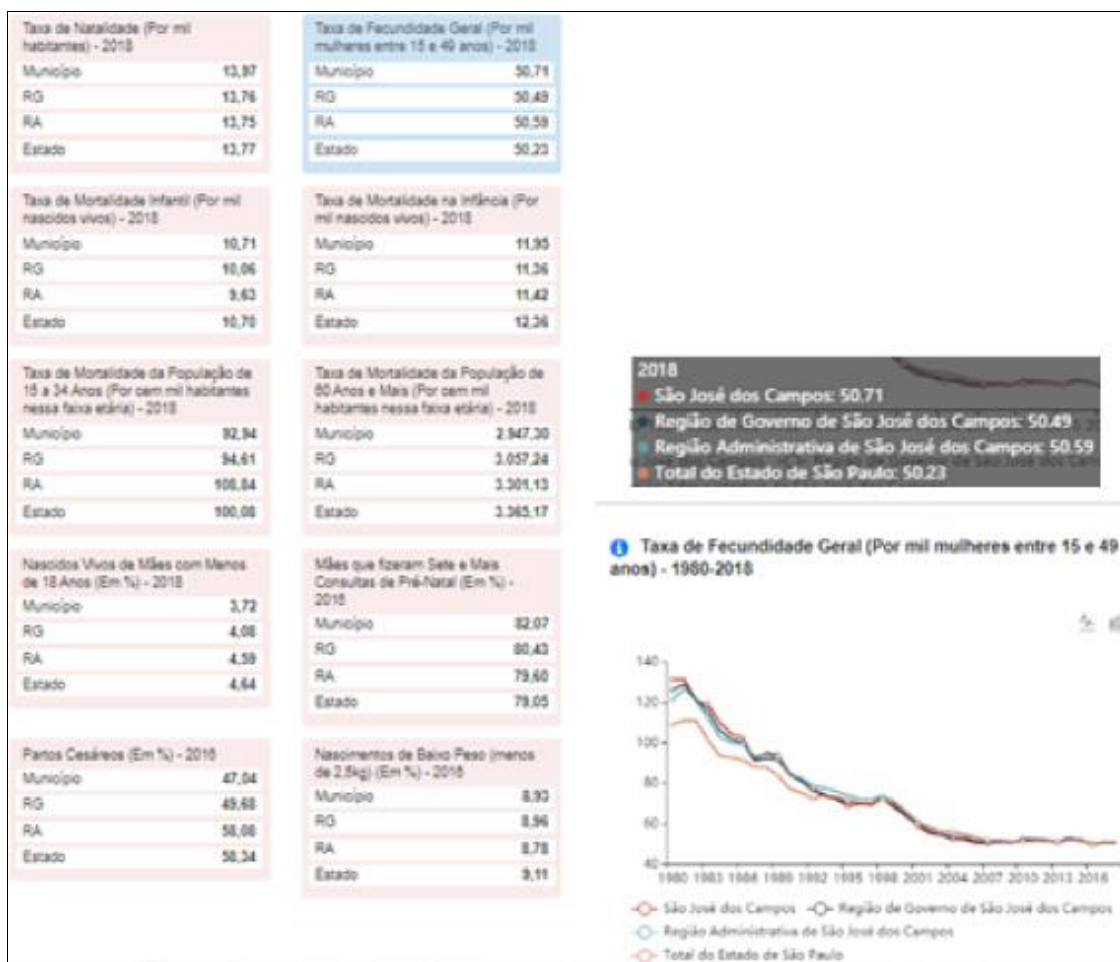 Taxa de Natalidade (Por mil
habitantes) - 2018
Município 13,97
RG 13,76
RA 13,75
Estado 13,77
Taxa de Fecundidade Geral (Por mil
mulheres entre 15 e 49 anos) - 2018
Município 50,71
RG 50,49
RA 50,59
Estado 50,23
Taxa de Mortalidade Infantil (Por mil
nascidos vivos) - 2018
Município 10,71
RG 10,06
RA 9,63
Estado 10,70
Taxa de Mortalidade na Infância (Por
mil nascidos vivos) - 2018
Município 11,95
RG 11,36
RA 11,42
Estado 12,36
Taxa de Mortalidade da População de
15 a 34 Anos (Por cem mil habitantes
nessa faixa etária) - 2018
Município 92,94
RG 94,61
RA 108,84
Estado 100,08
Taxa de Mortalidade da População de
60 Anos e Mais (Por cem mil
habitantes nessa faixa etária) - 2018
Município 2.947,30
RG 3.057,24
RA 3.301,13
Estado 3.365,17
Nascidos Vivos de Mães com Menos
de 18 Anos (Em %) - 2018
Município 3,72
RG 4,08
RA 4,59
Estado 4,64
Mães que fizeram Sete e Mais
Consultas de Pré-Natal (Em %) -
2018
Município 82,07
RG 80,43
RA 79,60
Estado 79,05
Partos Cesáreos (Em %) - 2018
Município 47,04
RG 49,68
RA 58,08
Estado 58,34
Nascimentos de Baixo Peso (menos
de 2,5kg) (Em %) - 2018
Município 8,93
RG 8,96
RA 8,78
Estado 9,11
2018
São José dos Campos: 50.71
Região de Governo de São José dos Campos: 50.49
Região Administrativa de São José dos Campos: 50.59
Total do Estado de São Paulo: 50.23
Taxa de Fecundidade Geral (Por mil mulheres entre 15 e 49
anos) - 1980-2018
140
120
100
80
60
40
1980 1983 1986 1989 1992 1995 1998 2001 2004 2007 2010 2013 2016
São José dos Campos Região de Governo de São José dos Campos
Região Administrativa de São José dos Campos
Total do Estado de São Paulo